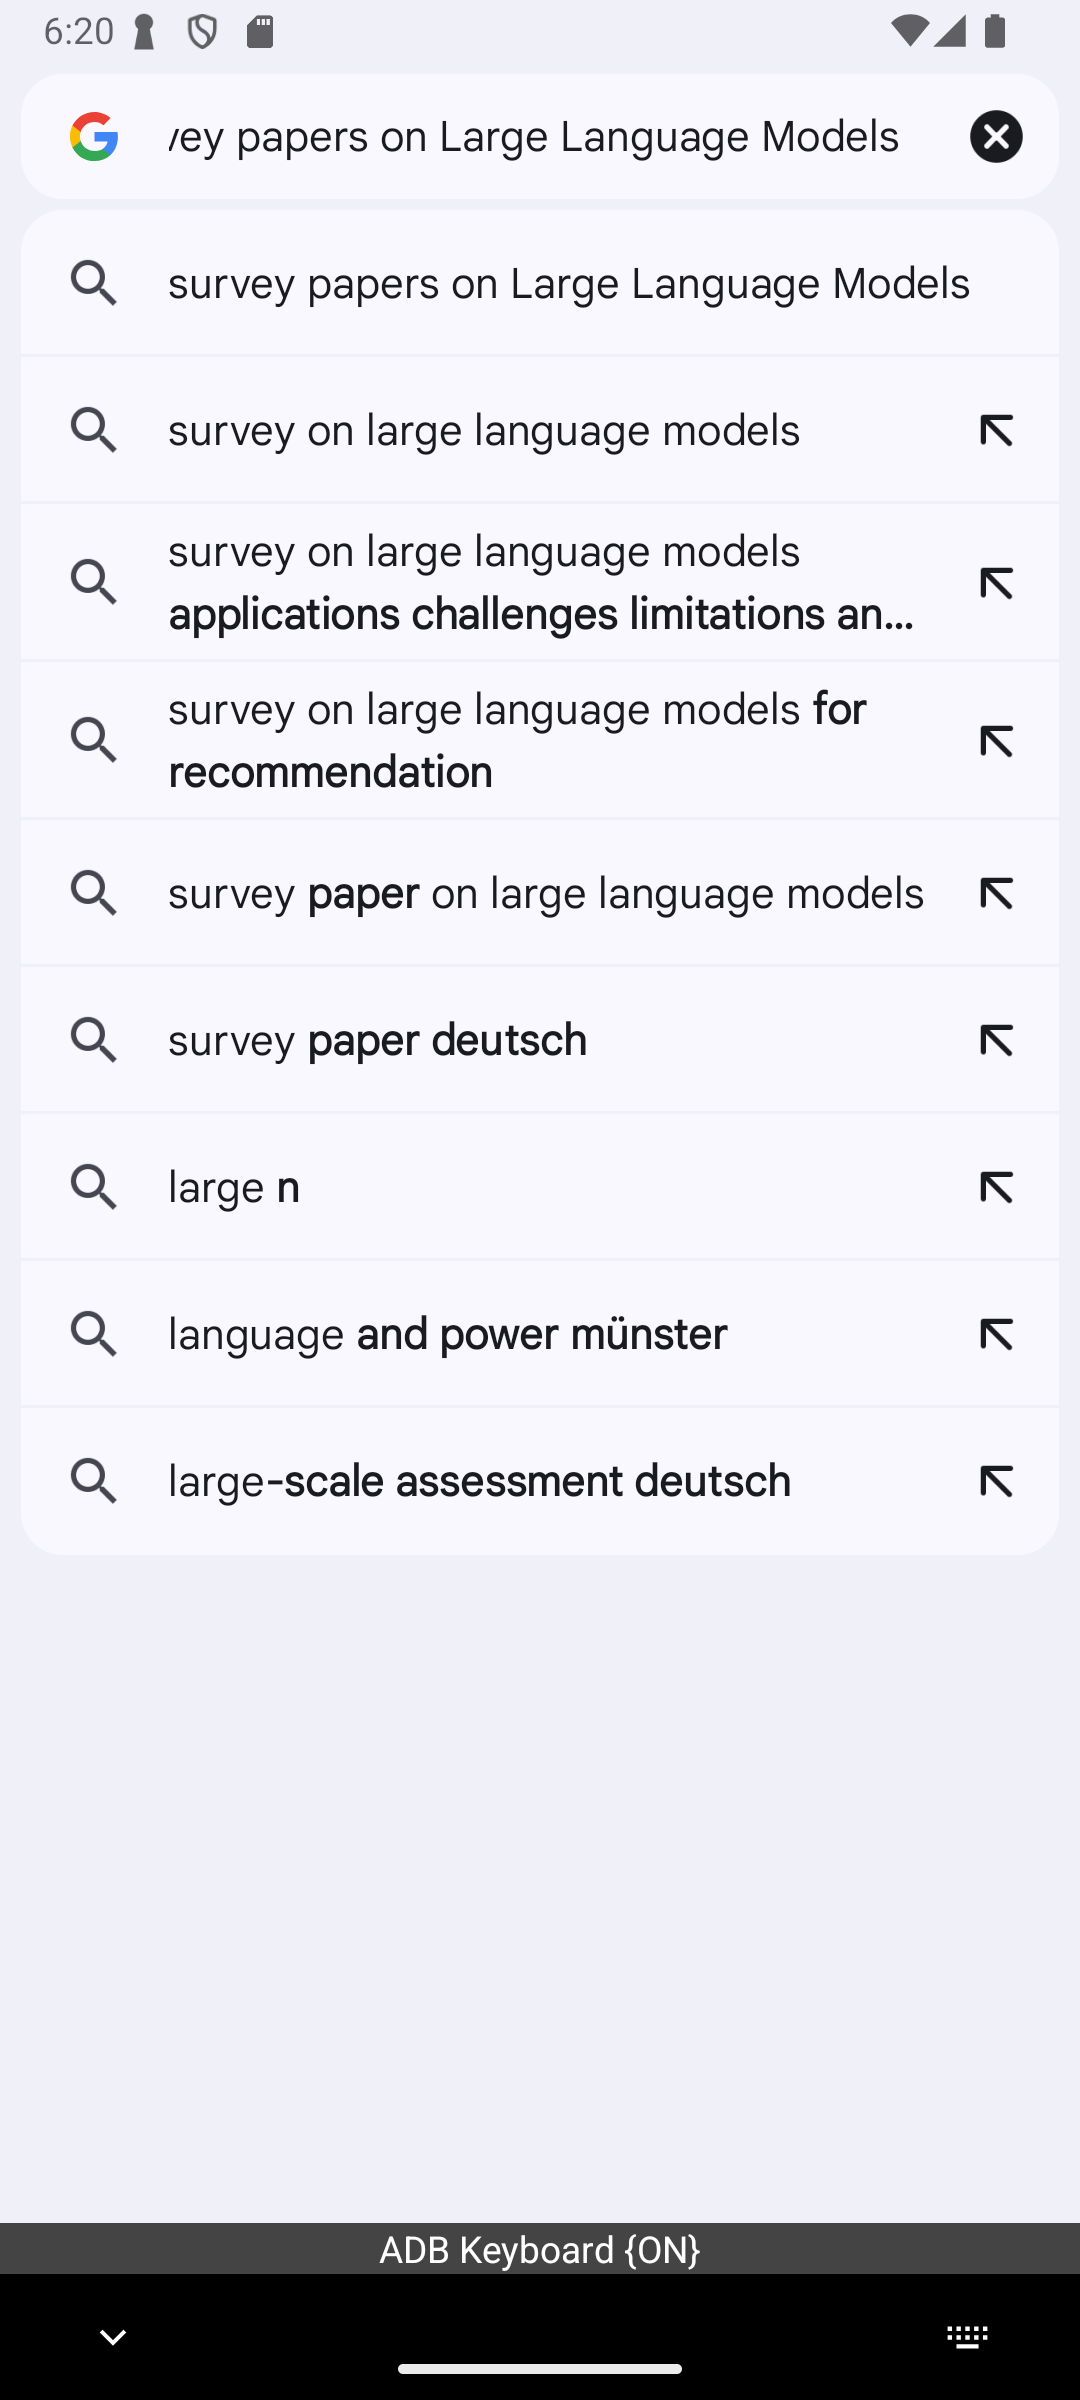 6:20
vey papers on Large Language Models
survey papers on Large Language Models
survey on large language models
survey on large language models
applications challenges limitations an...
survey on large language models for
recommendation
survey paper on large language models
survey paper deutsch
large n
language and power münster
large-scale assessment deutsch
ADB Keyboard {ON}